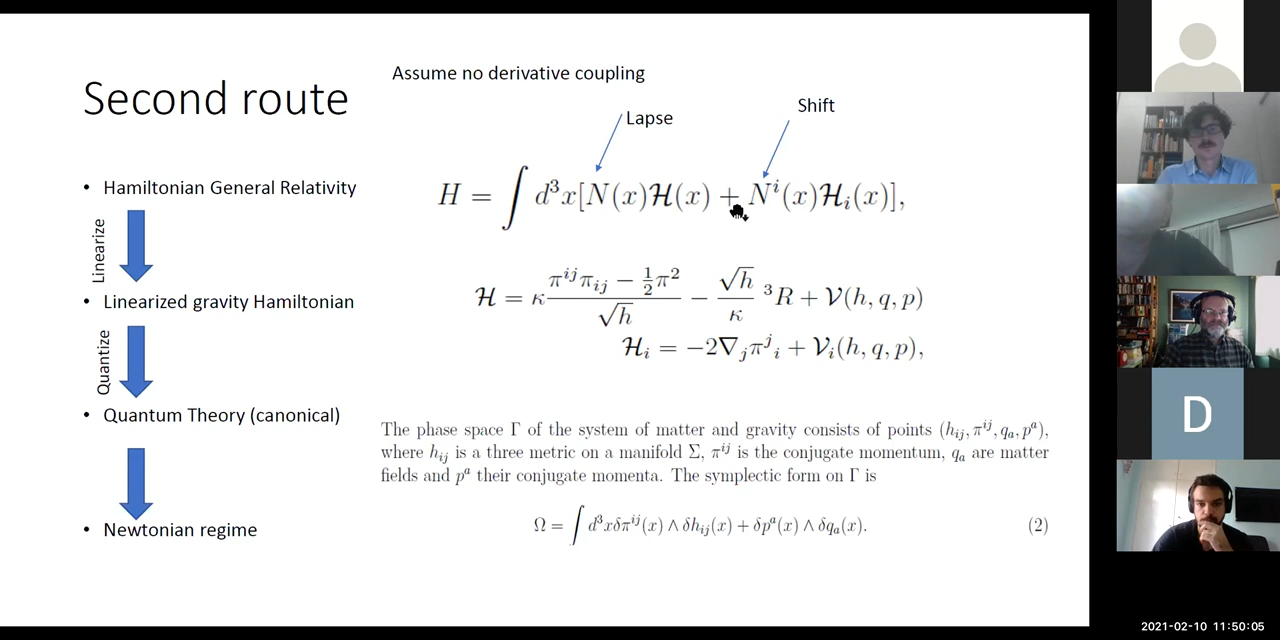 Second route
Assume no derivative coupling
Lapse
Shift
• Hamiltonian General Relativity
Linearize
• Linearized gravity Hamiltonian
Quantize
• Quantum Theory (canonical)
• Newtonian regime
H = ∫ d³x[N(x)ℋ(x) + Nⁱ(x)ℋᵢ(x)],
ℋ = κ (πⁱʲπᵢⱼ − ½π²)/√h − (√h/κ) ³R + 𝒱(h, q, p)
ℋᵢ = −2∇ⱼπʲᵢ + 𝒱ᵢ(h, q, p),
The phase space Γ of the system of matter and gravity consists of points (hᵢⱼ, πⁱʲ, qₐ, pᵃ),
where hᵢⱼ is a three metric on a manifold Σ, πⁱʲ is the conjugate momentum, qₐ are matter
fields and pᵃ their conjugate momenta. The symplectic form on Γ is
Ω = ∫ d³xδπⁱʲ(x) ∧ δhᵢⱼ(x) + δpᵃ(x) ∧ δqₐ(x). (2)
D
2021-02-10 11:50:05